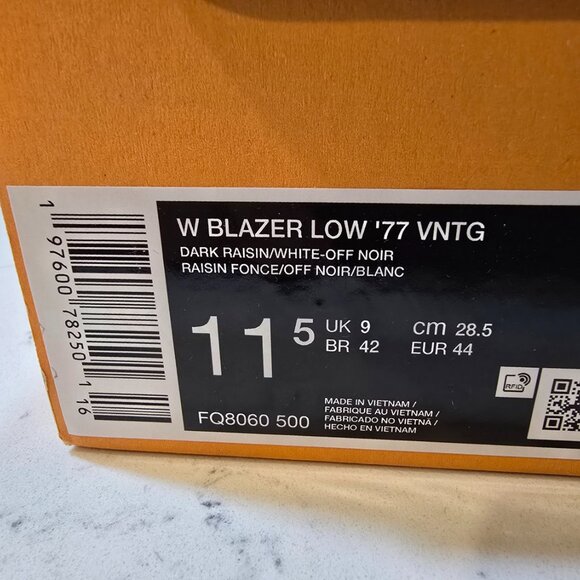 W BLAZER LOW '77 VNTG
DARK RAISIN/WHITE-OFF NOIR
RAISIN FONCE/OFF NOIR/BLANC
11 5 UK 9 cm 28.5
BR 42 EUR 44
FQ8060 500
MADE IN VIETNAM /
FABRIQUE AU VIETNAM /
FABRICADO NO VIETNÃ /
HECHO EN VIETNAM
RFID
1 97600 78250 16